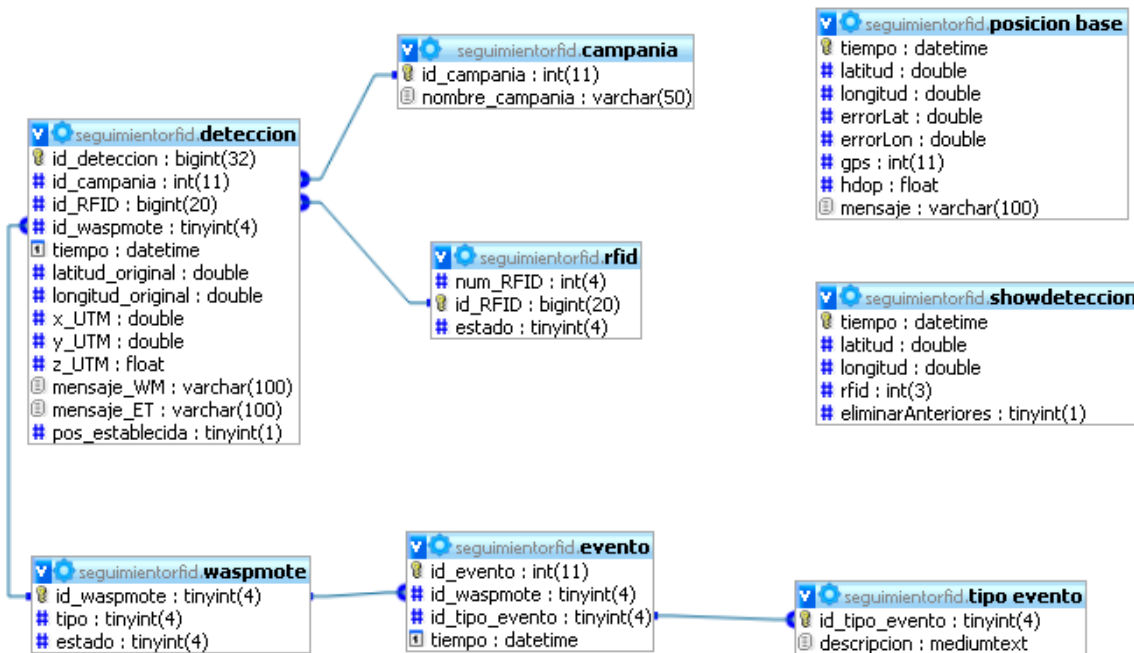 seguimientorfid.campania
id_campania : int(11)
nombre_campania : varchar(50)
seguimientorfid.posicion base
tiempo : datetime
latitud : double
longitud : double
errorLat : double
errorLon : double
gps : int(11)
hdop : float
mensaje : varchar(100)
seguimientorfid.deteccion
id_deteccion : bigint(32)
id_campania : int(11)
id_RFID : bigint(20)
id_waspmote : tinyint(4)
tiempo : datetime
latitud_original : double
longitud_original : double
x_UTM : double
y_UTM : double
z_UTM : float
mensaje_WM : varchar(100)
mensaje_ET : varchar(100)
pos_establecida : tinyint(1)
seguimientorfid.rfid
num_RFID : int(4)
id_RFID : bigint(20)
estado : tinyint(4)
seguimientorfid.showdeteccion
tiempo : datetime
latitud : double
longitud : double
rfid : int(3)
eliminarAnteriores : tinyint(1)
seguimientorfid.waspmote
id_waspmote : tinyint(4)
tipo : tinyint(4)
estado : tinyint(4)
seguimientorfid.evento
id_evento : int(11)
id_waspmote : tinyint(4)
id_tipo_evento : tinyint(4)
tiempo : datetime
seguimientorfid.tipo evento
id_tipo_evento : tinyint(4)
descripcion : mediumtext